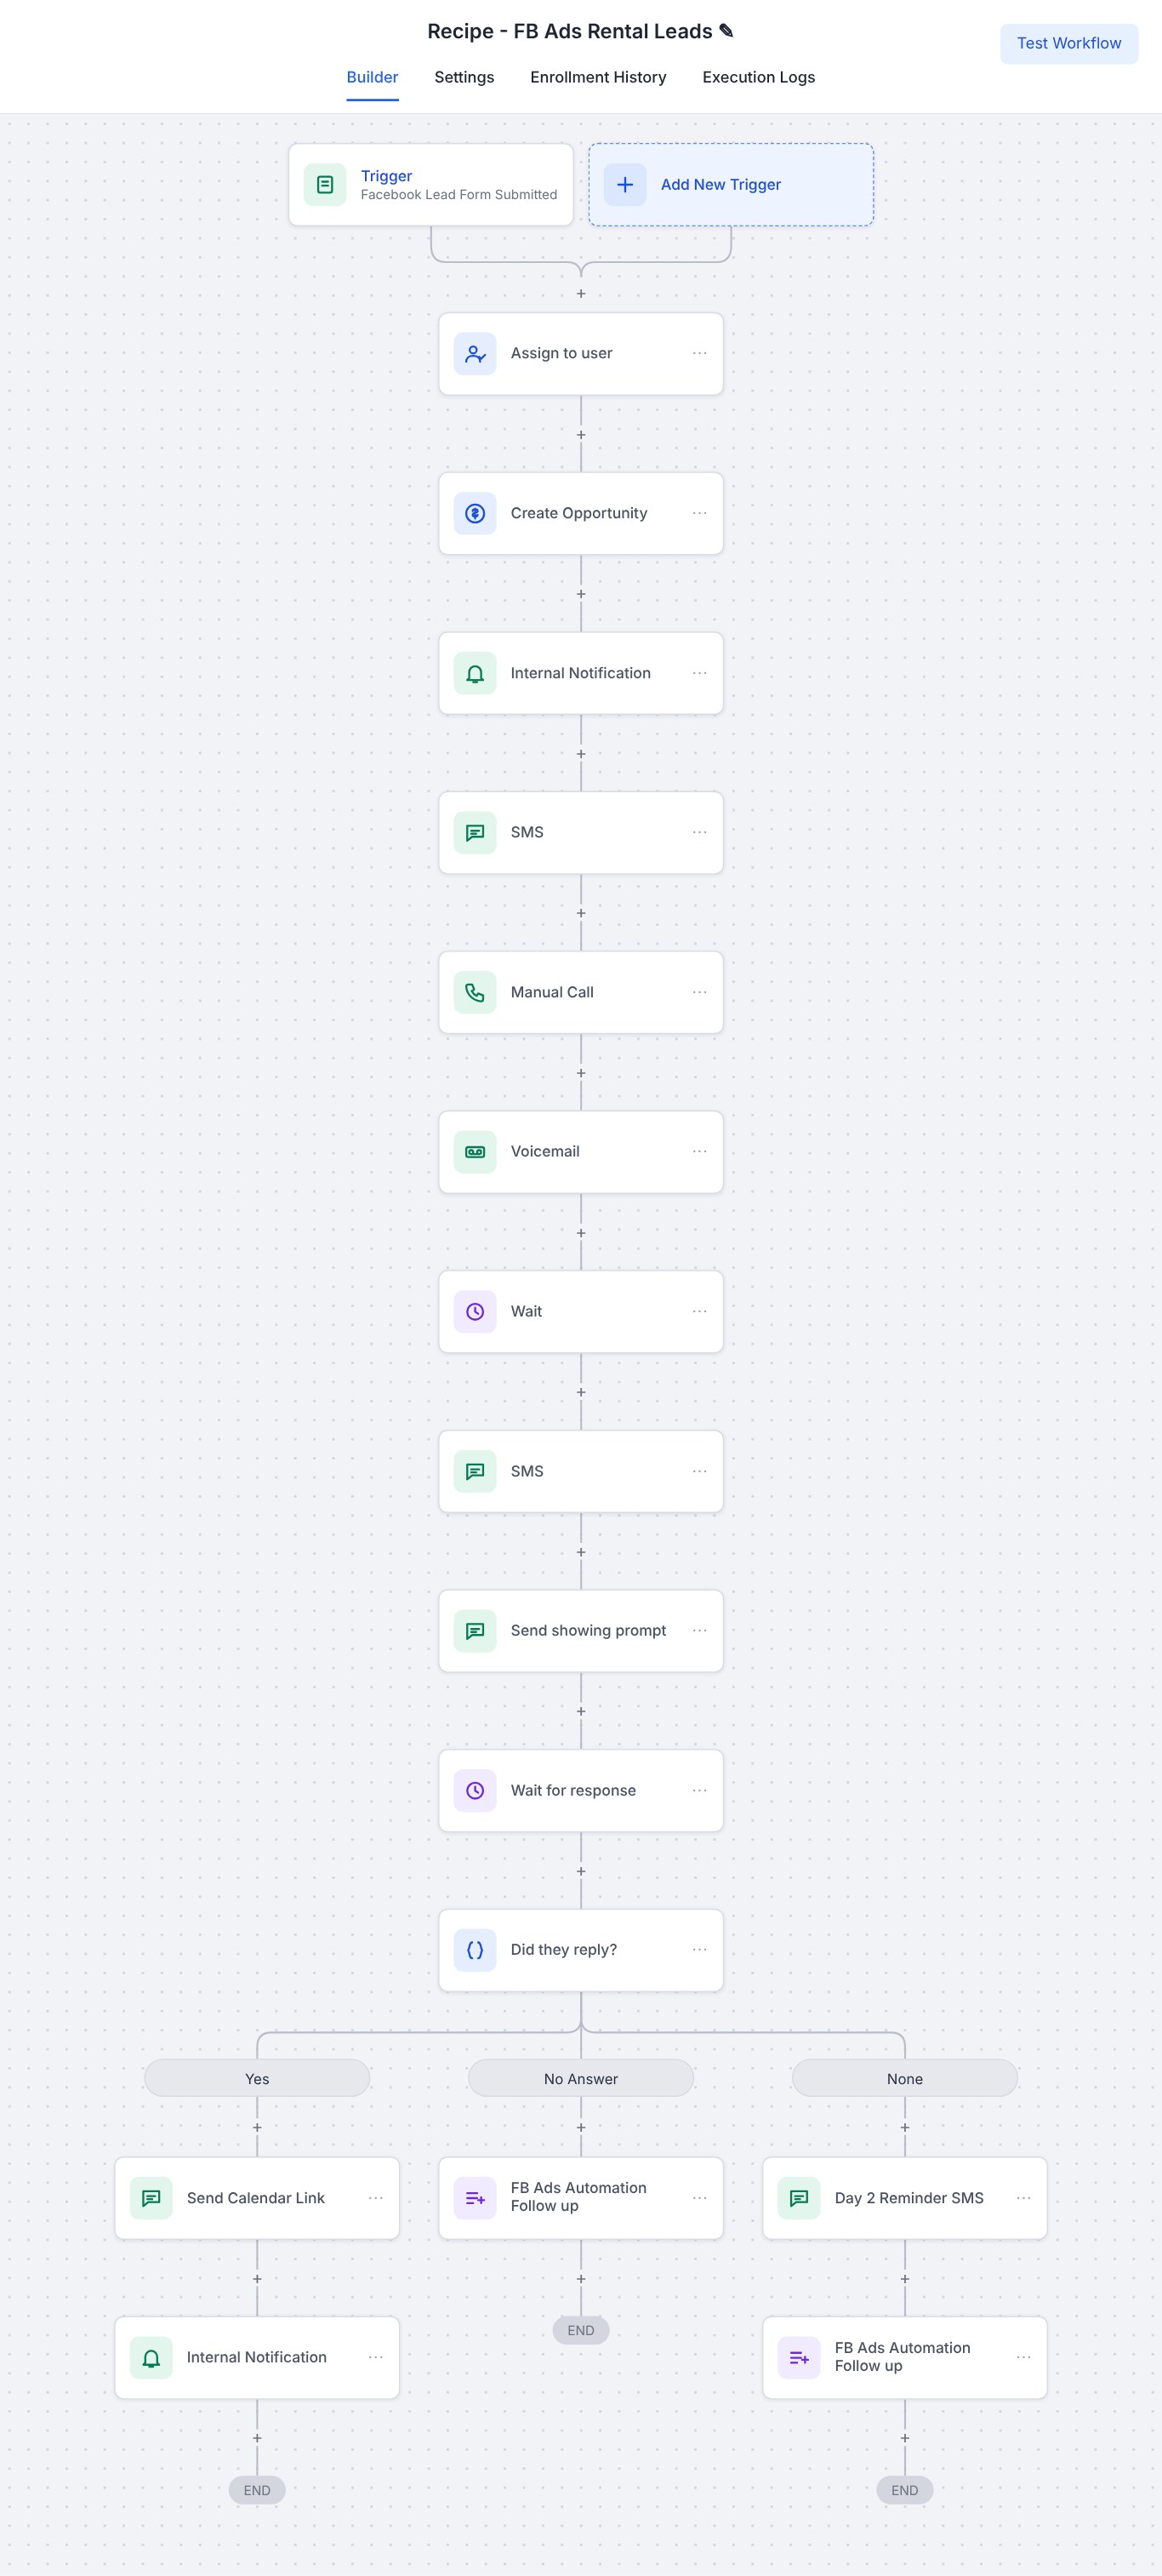 Recipe - FB Ads Rental Leads ✎
Test Workflow
Builder Settings Enrollment History Execution Logs
Trigger
Facebook Lead Form Submitted
+ Add New Trigger
+
Assign to user ...
+
Create Opportunity ...
+
Internal Notification ...
+
SMS ...
+
Manual Call ...
+
Voicemail ...
+
Wait ...
+
SMS ...
+
Send showing prompt ...
+
Wait for response ...
+
Did they reply? ...
Yes No Answer None
+ + +
Send Calendar Link ...
FB Ads Automation
Follow up ...
Day 2 Reminder SMS ...
+ + +
Internal Notification ...
END
FB Ads Automation
Follow up ...
+ +
END END